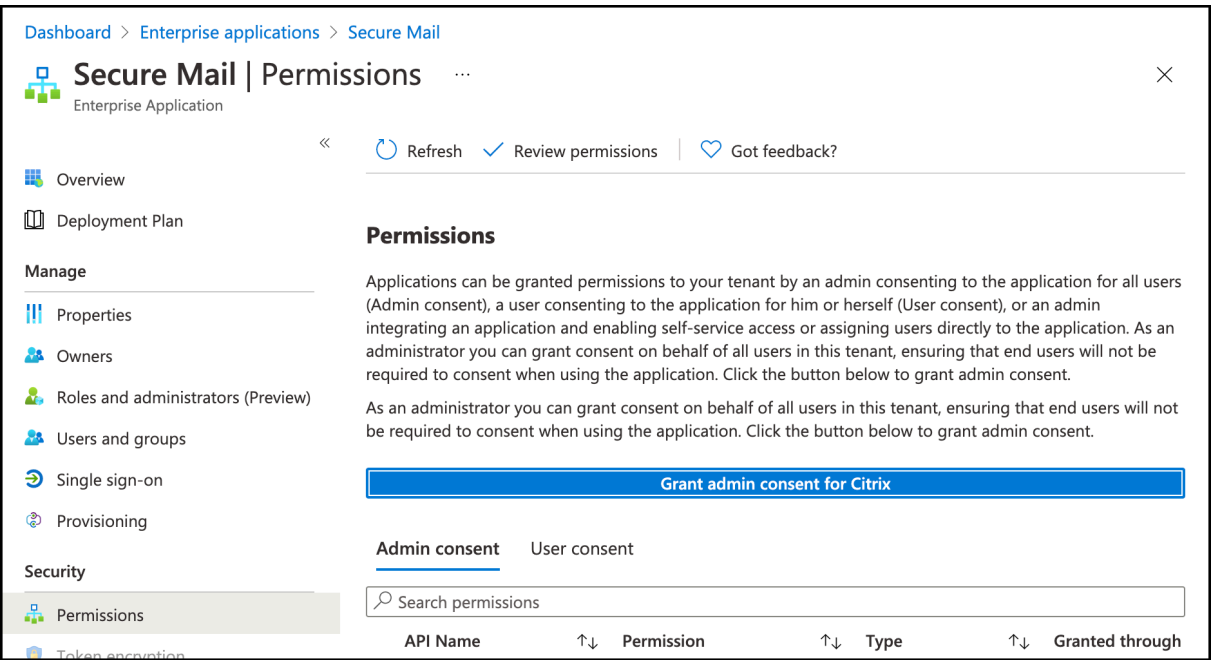 Dashboard > Enterprise applications > Secure Mail
Secure Mail | Permissions ...
Enterprise Application
«
Overview
Deployment Plan
Manage
Properties
Owners
Roles and administrators (Preview)
Users and groups
Single sign-on
Provisioning
Security
Permissions
Token encryption
Refresh Review permissions Got feedback?
Permissions
Applications can be granted permissions to your tenant by an admin consenting to the application for all users
(Admin consent), a user consenting to the application for him or herself (User consent), or an admin
integrating an application and enabling self-service access or assigning users directly to the application. As an
administrator you can grant consent on behalf of all users in this tenant, ensuring that end users will not be
required to consent when using the application. Click the button below to grant admin consent.
As an administrator you can grant consent on behalf of all users in this tenant, ensuring that end users will not
be required to consent when using the application. Click the button below to grant admin consent.
Grant admin consent for Citrix
Admin consent User consent
Search permissions
API Name ↑↓ Permission ↑↓ Type ↑↓ Granted through